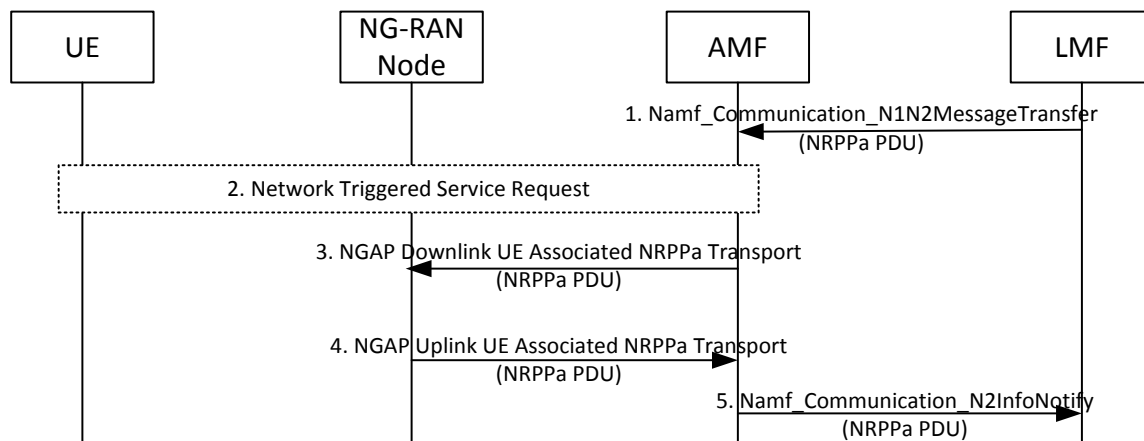 UE
NG-RAN
Node
AMF
LMF
1. Namf_Communication_N1N2MessageTransfer
(NRPPa PDU)
2. Network Triggered Service Request
3. NGAP Downlink UE Associated NRPPa Transport
(NRPPa PDU)
4. NGAP Uplink UE Associated NRPPa Transport
(NRPPa PDU)
5. Namf_Communication_N2InfoNotify
(NRPPa PDU)